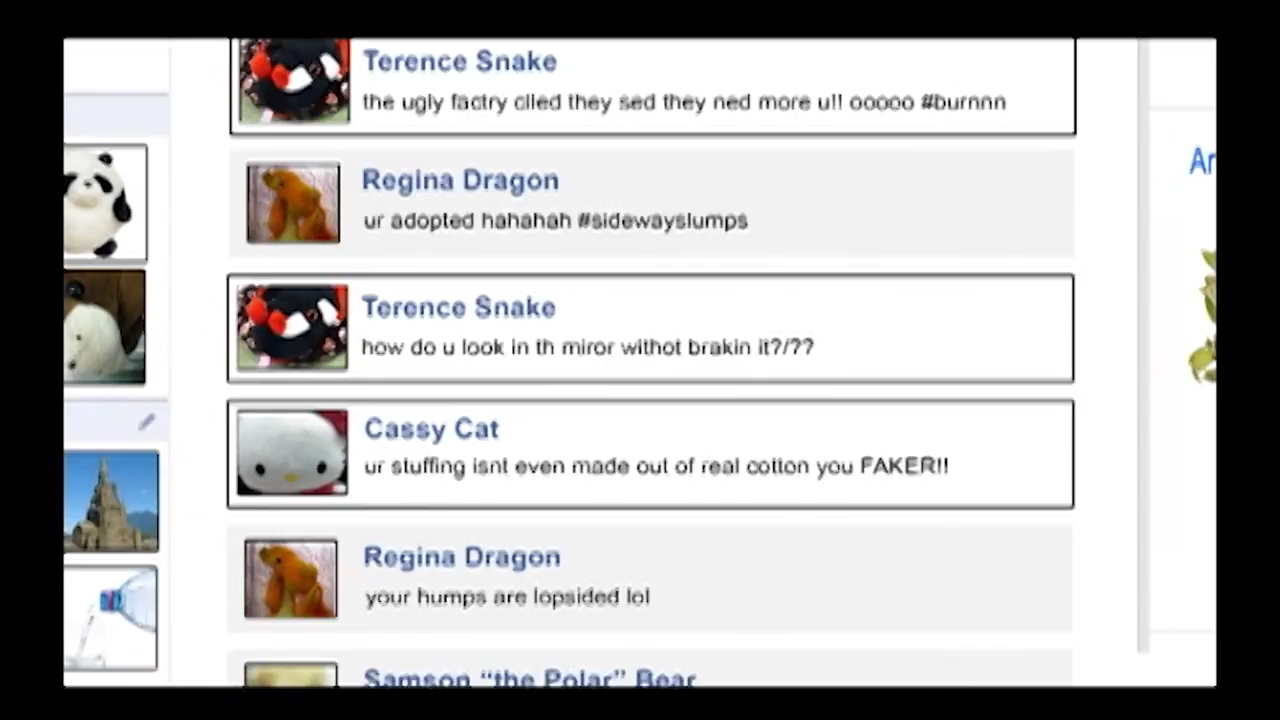 Terence Snake
the ugly factry clled they sed they ned more u!! ooooo #burnnn
Regina Dragon
ur adopted hahahah #sidewayslumps
Terence Snake
how do u look in th miror withot brakin it?/??
Cassy Cat
ur stuffing isnt even made out of real cotton you FAKER!!
Regina Dragon
your humps are lopsided lol
Samson “the Polar” Bear
Ar